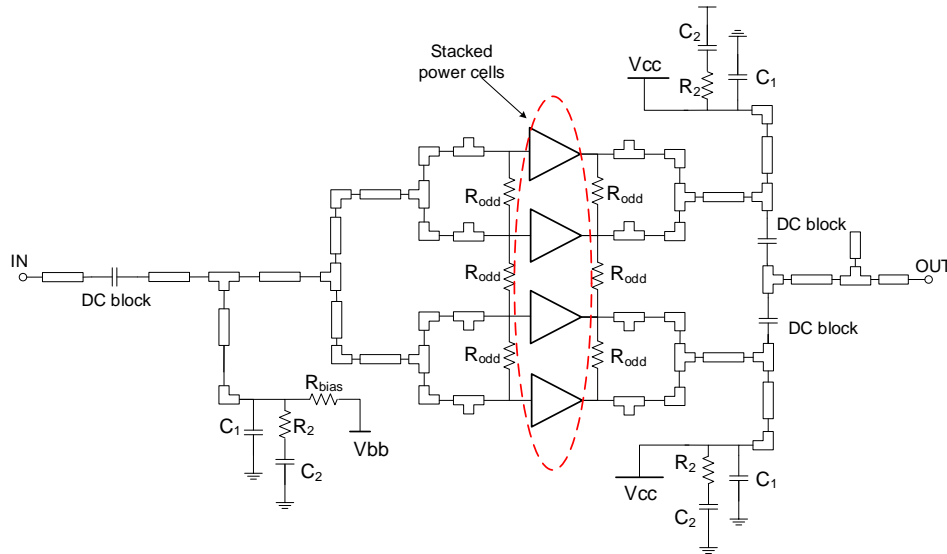 C2
Stacked
power cells
Vcc
R2
C1
Rodd
Rodd
DC block
IN
Rodd
Rodd
OUT
DC block
DC block
Rodd
Rodd
Rbias
C1
R2
Vbb
C2
R2
Vcc
C1
C2